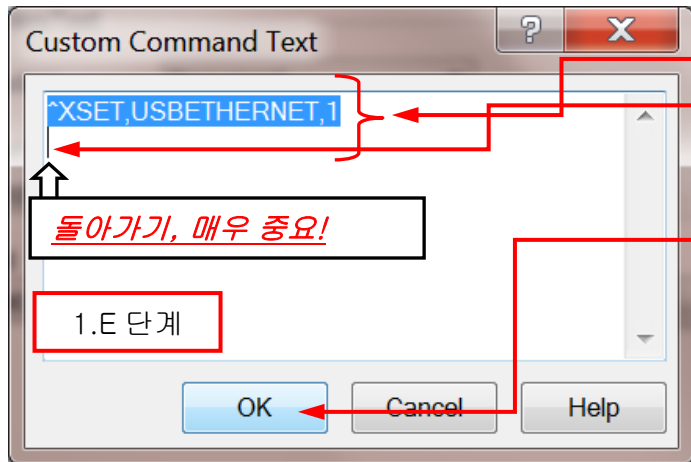 Custom Command Text
^XSET,USBETHERNET,1
돌아가기, 매우 중요!
1.E 단계
OK
Cancel
Help